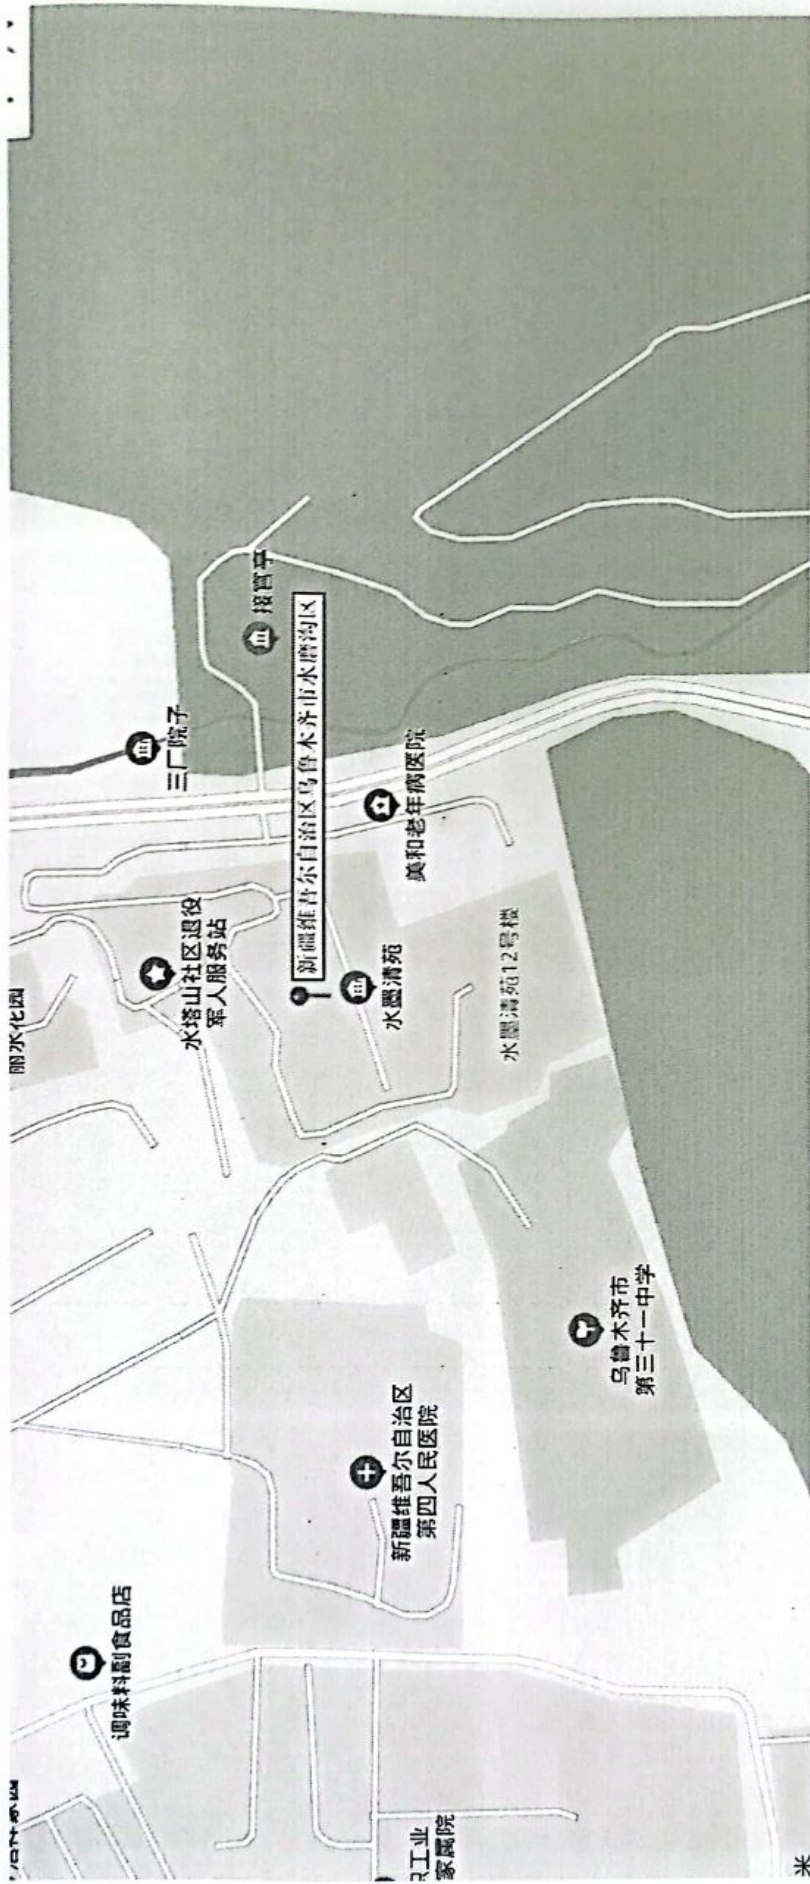 调味料副食品店
新疆维吾尔自治区
第四人民医院
家属院
乌鲁木齐市
第三十一中学
丽水花园
水塔山社区退役
军人服务站
新疆维吾尔自治区乌鲁木齐市水磨沟区
水墨清苑
水墨清苑12号楼
三厂院子
美和老年病医院
接官亭
米